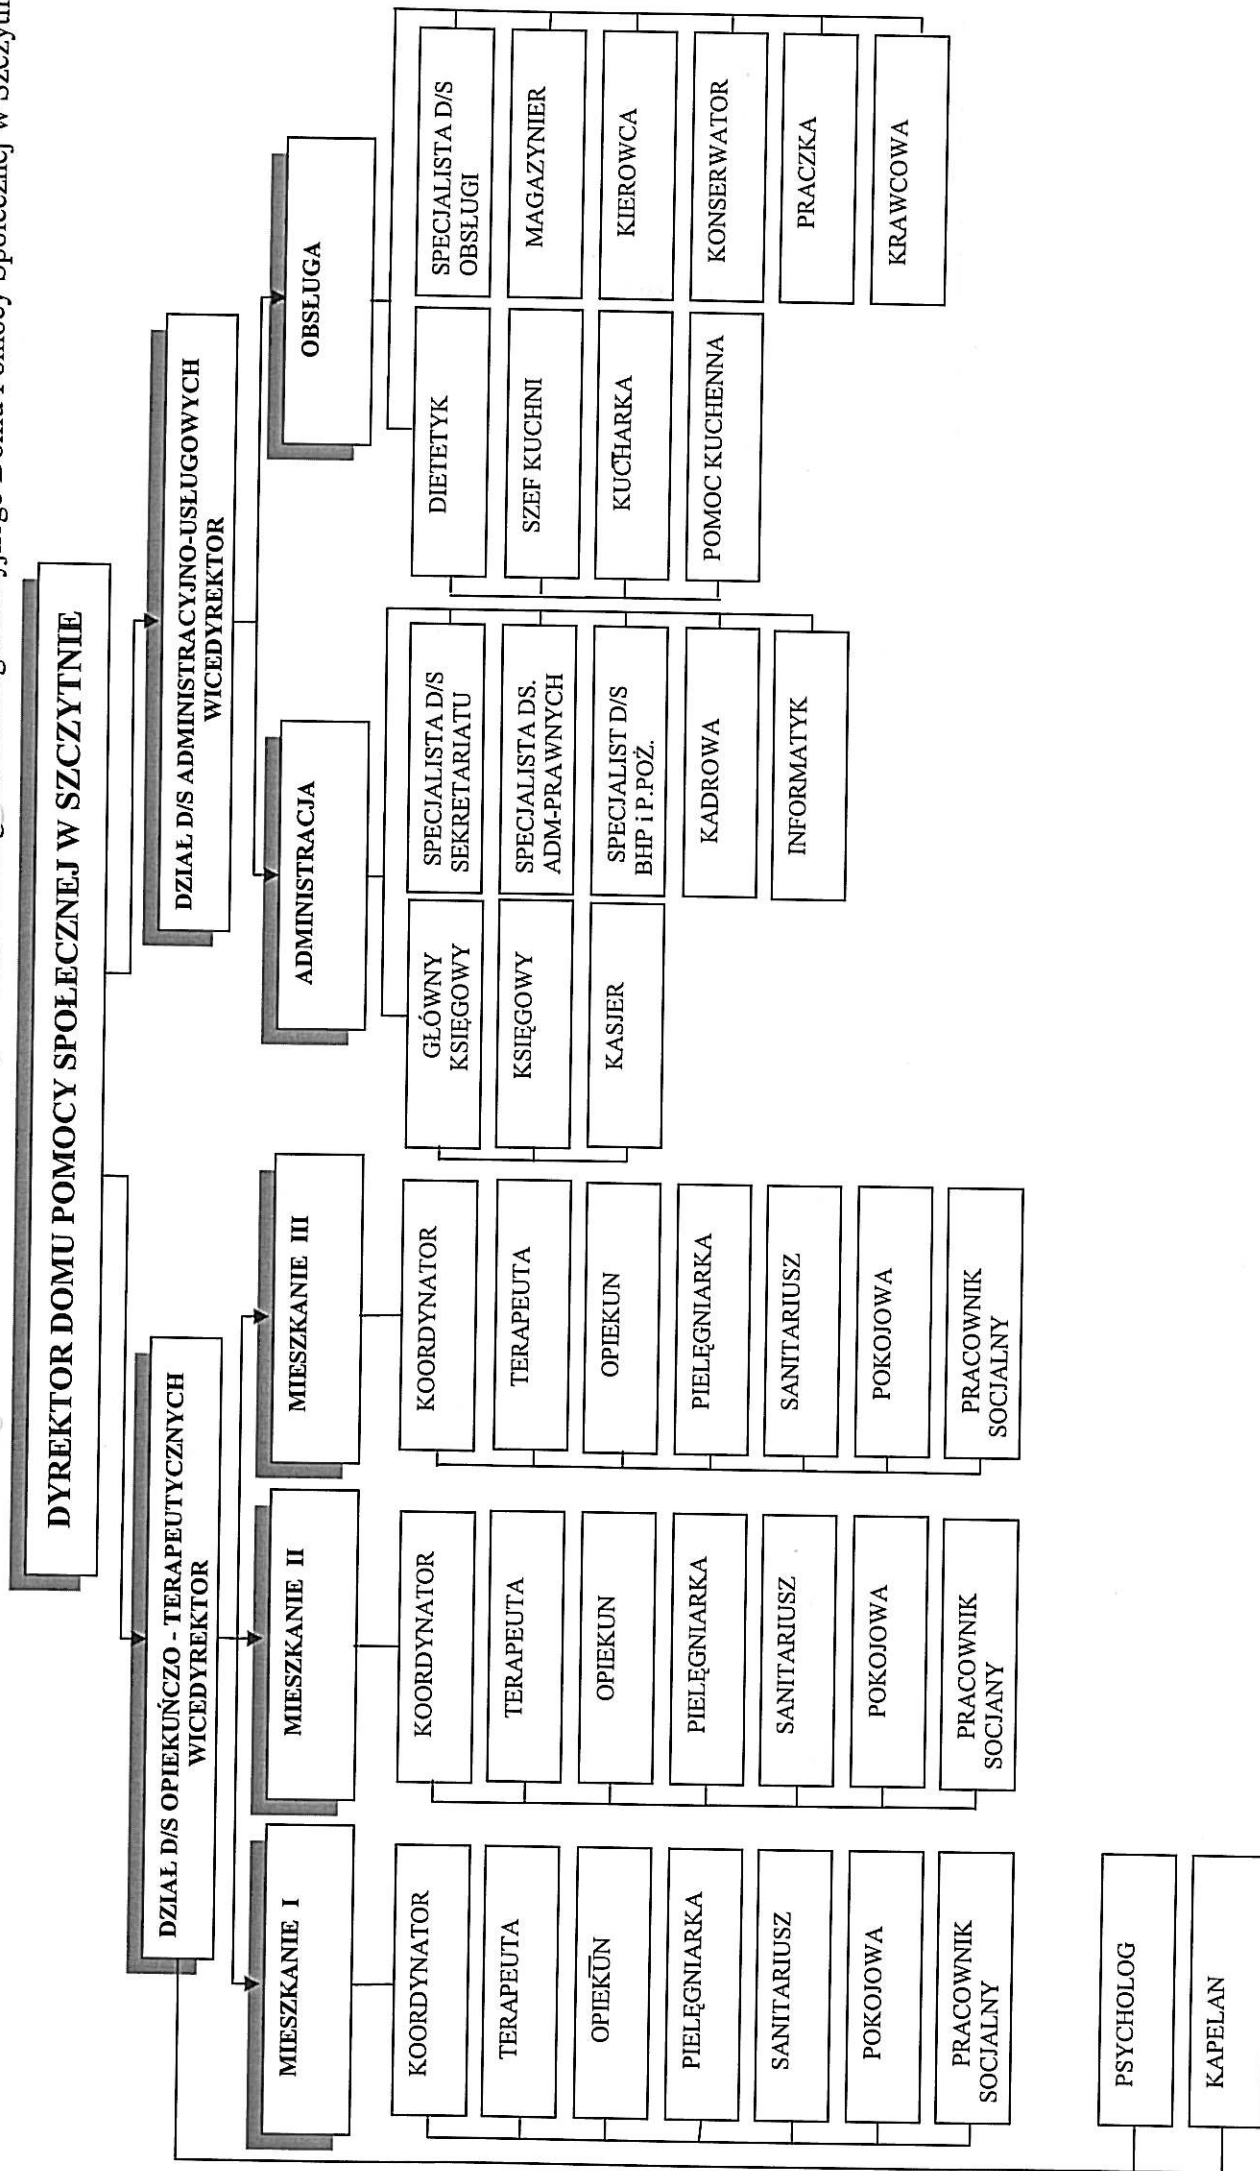 Domu Pomocy Społecznej w
DYREKTOR DOMU POMOCY SPOŁECZNEJ W SZCZYTNIE
DZIAŁ D/S OPIEKUŃCZO - TERAPEUTYCZNYCH
WICEDYREKTOR
DZIAŁ D/S ADMINISTRACYJNO-USŁUGOWYCH
WICEDYREKTOR
MIESZKANIE I
MIESZKANIE II
MIESZKANIE III
ADMINISTRACJA
OBSŁUGA
KOORDYNATOR
TERAPEUTA
OPIEKUN
PIELĘGNIARKA
SANITARIUSZ
POKOJOWA
PRACOWNIK
SOCJALNY
KOORDYNATOR
TERAPEUTA
OPIEKUN
PIELĘGNIARKA
SANITARIUSZ
POKOJOWA
PRACOWNIK
SOCJANY
KOORDYNATOR
TERAPEUTA
OPIEKUN
PIELĘGNIARKA
SANITARIUSZ
POKOJOWA
PRACOWNIK
SOCJALNY
GŁÓWNY
KSIĘGOWY
KSIĘGOWY
KASJER
SPECJALISTA D/S
SEKRETARIATU
SPECJALISTA DS.
ADM-PRAWNYCH
SPECJALIST D/S
BHP i P.POŻ.
KADROWA
INFORMATYK
DIETETYK
SZEF KUCHNI
KUCHARKA
POMOC KUCHENNA
SPECJALISTA D/S
OBSŁUGI
MAGAZYNIER
KIEROWCA
KONSERWATOR
PRACZKA
KRAWCOWA
PSYCHOLOG
KAPELAN